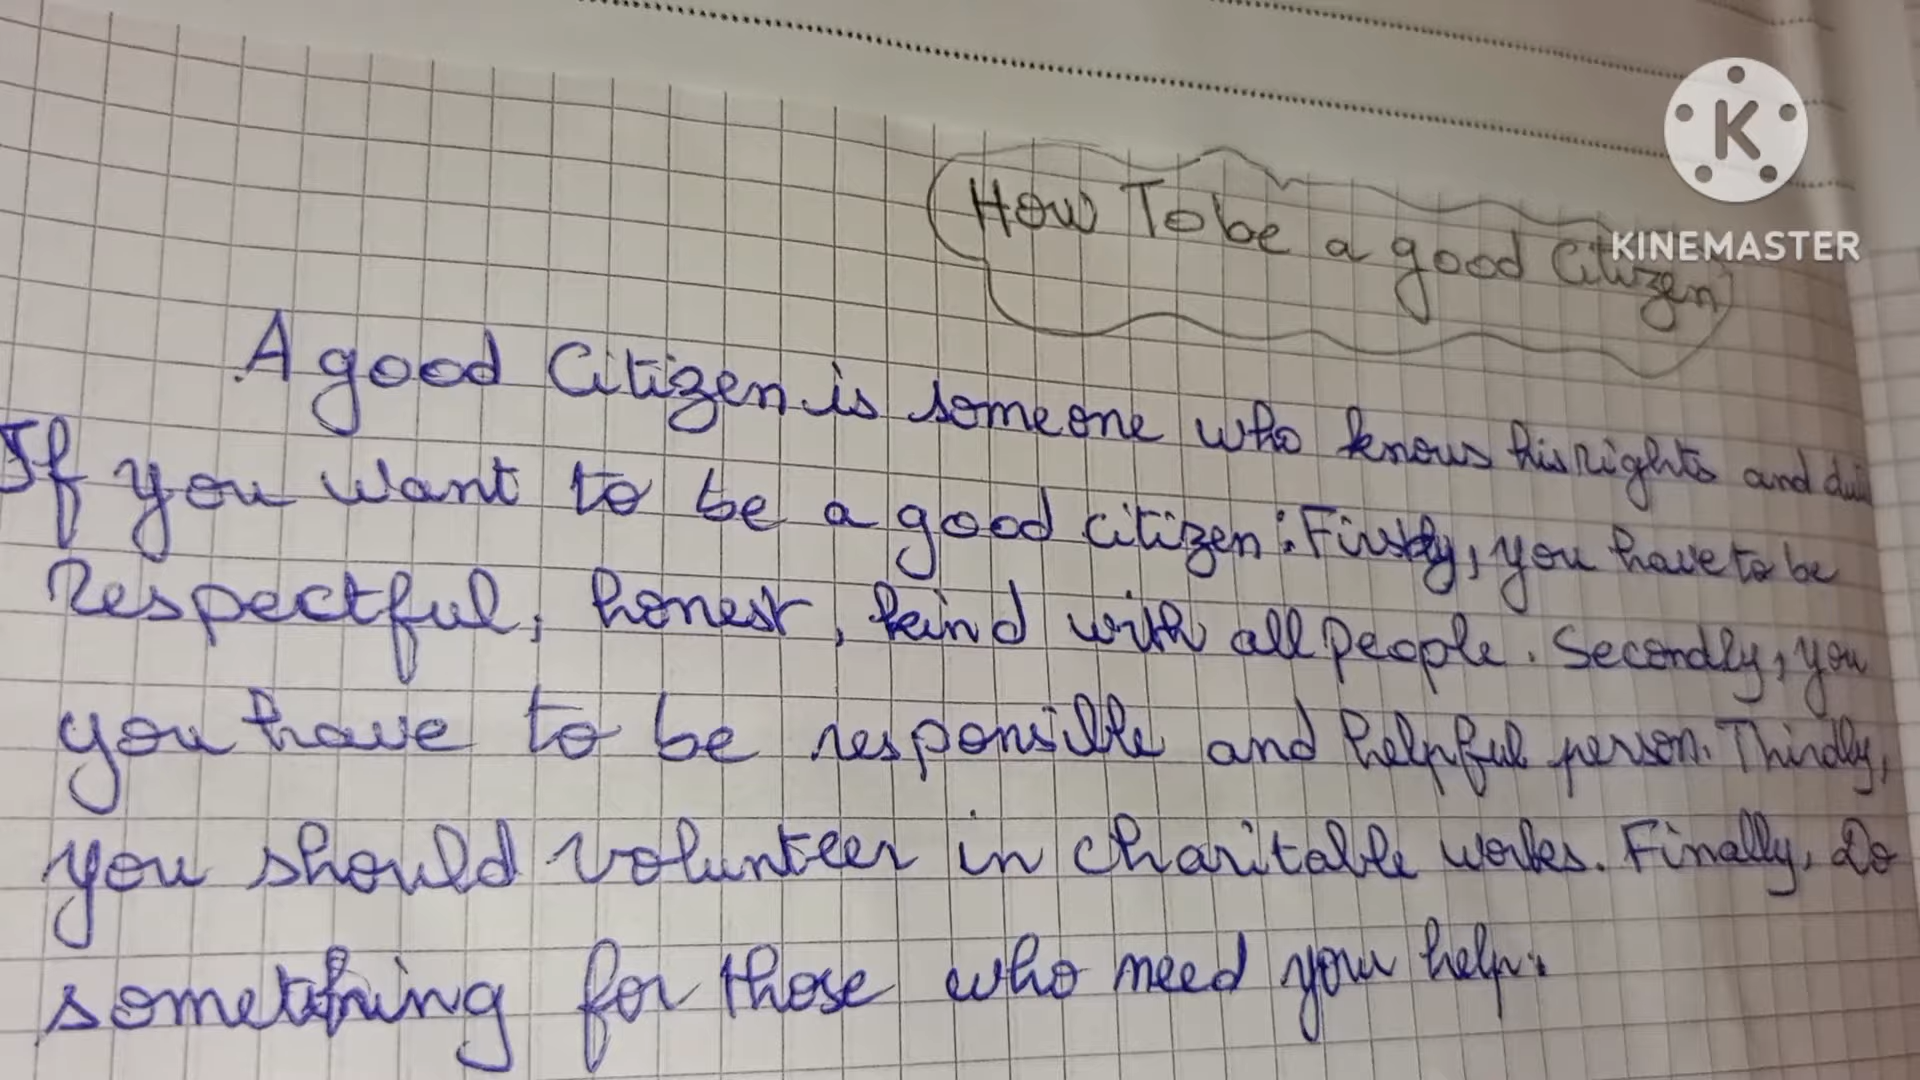 K
KINEMASTER
How To be a good Citizen
A good Citizen is someone who knows his rights and
If you want to be a good citizen : Firstly, you have to be
Respectful, honest, kind with all people. Secondly, you
you have to be responsible and helpful person. Thirdly,
you should volunteer in charitable works. Finally, Do
something for those who need you help.